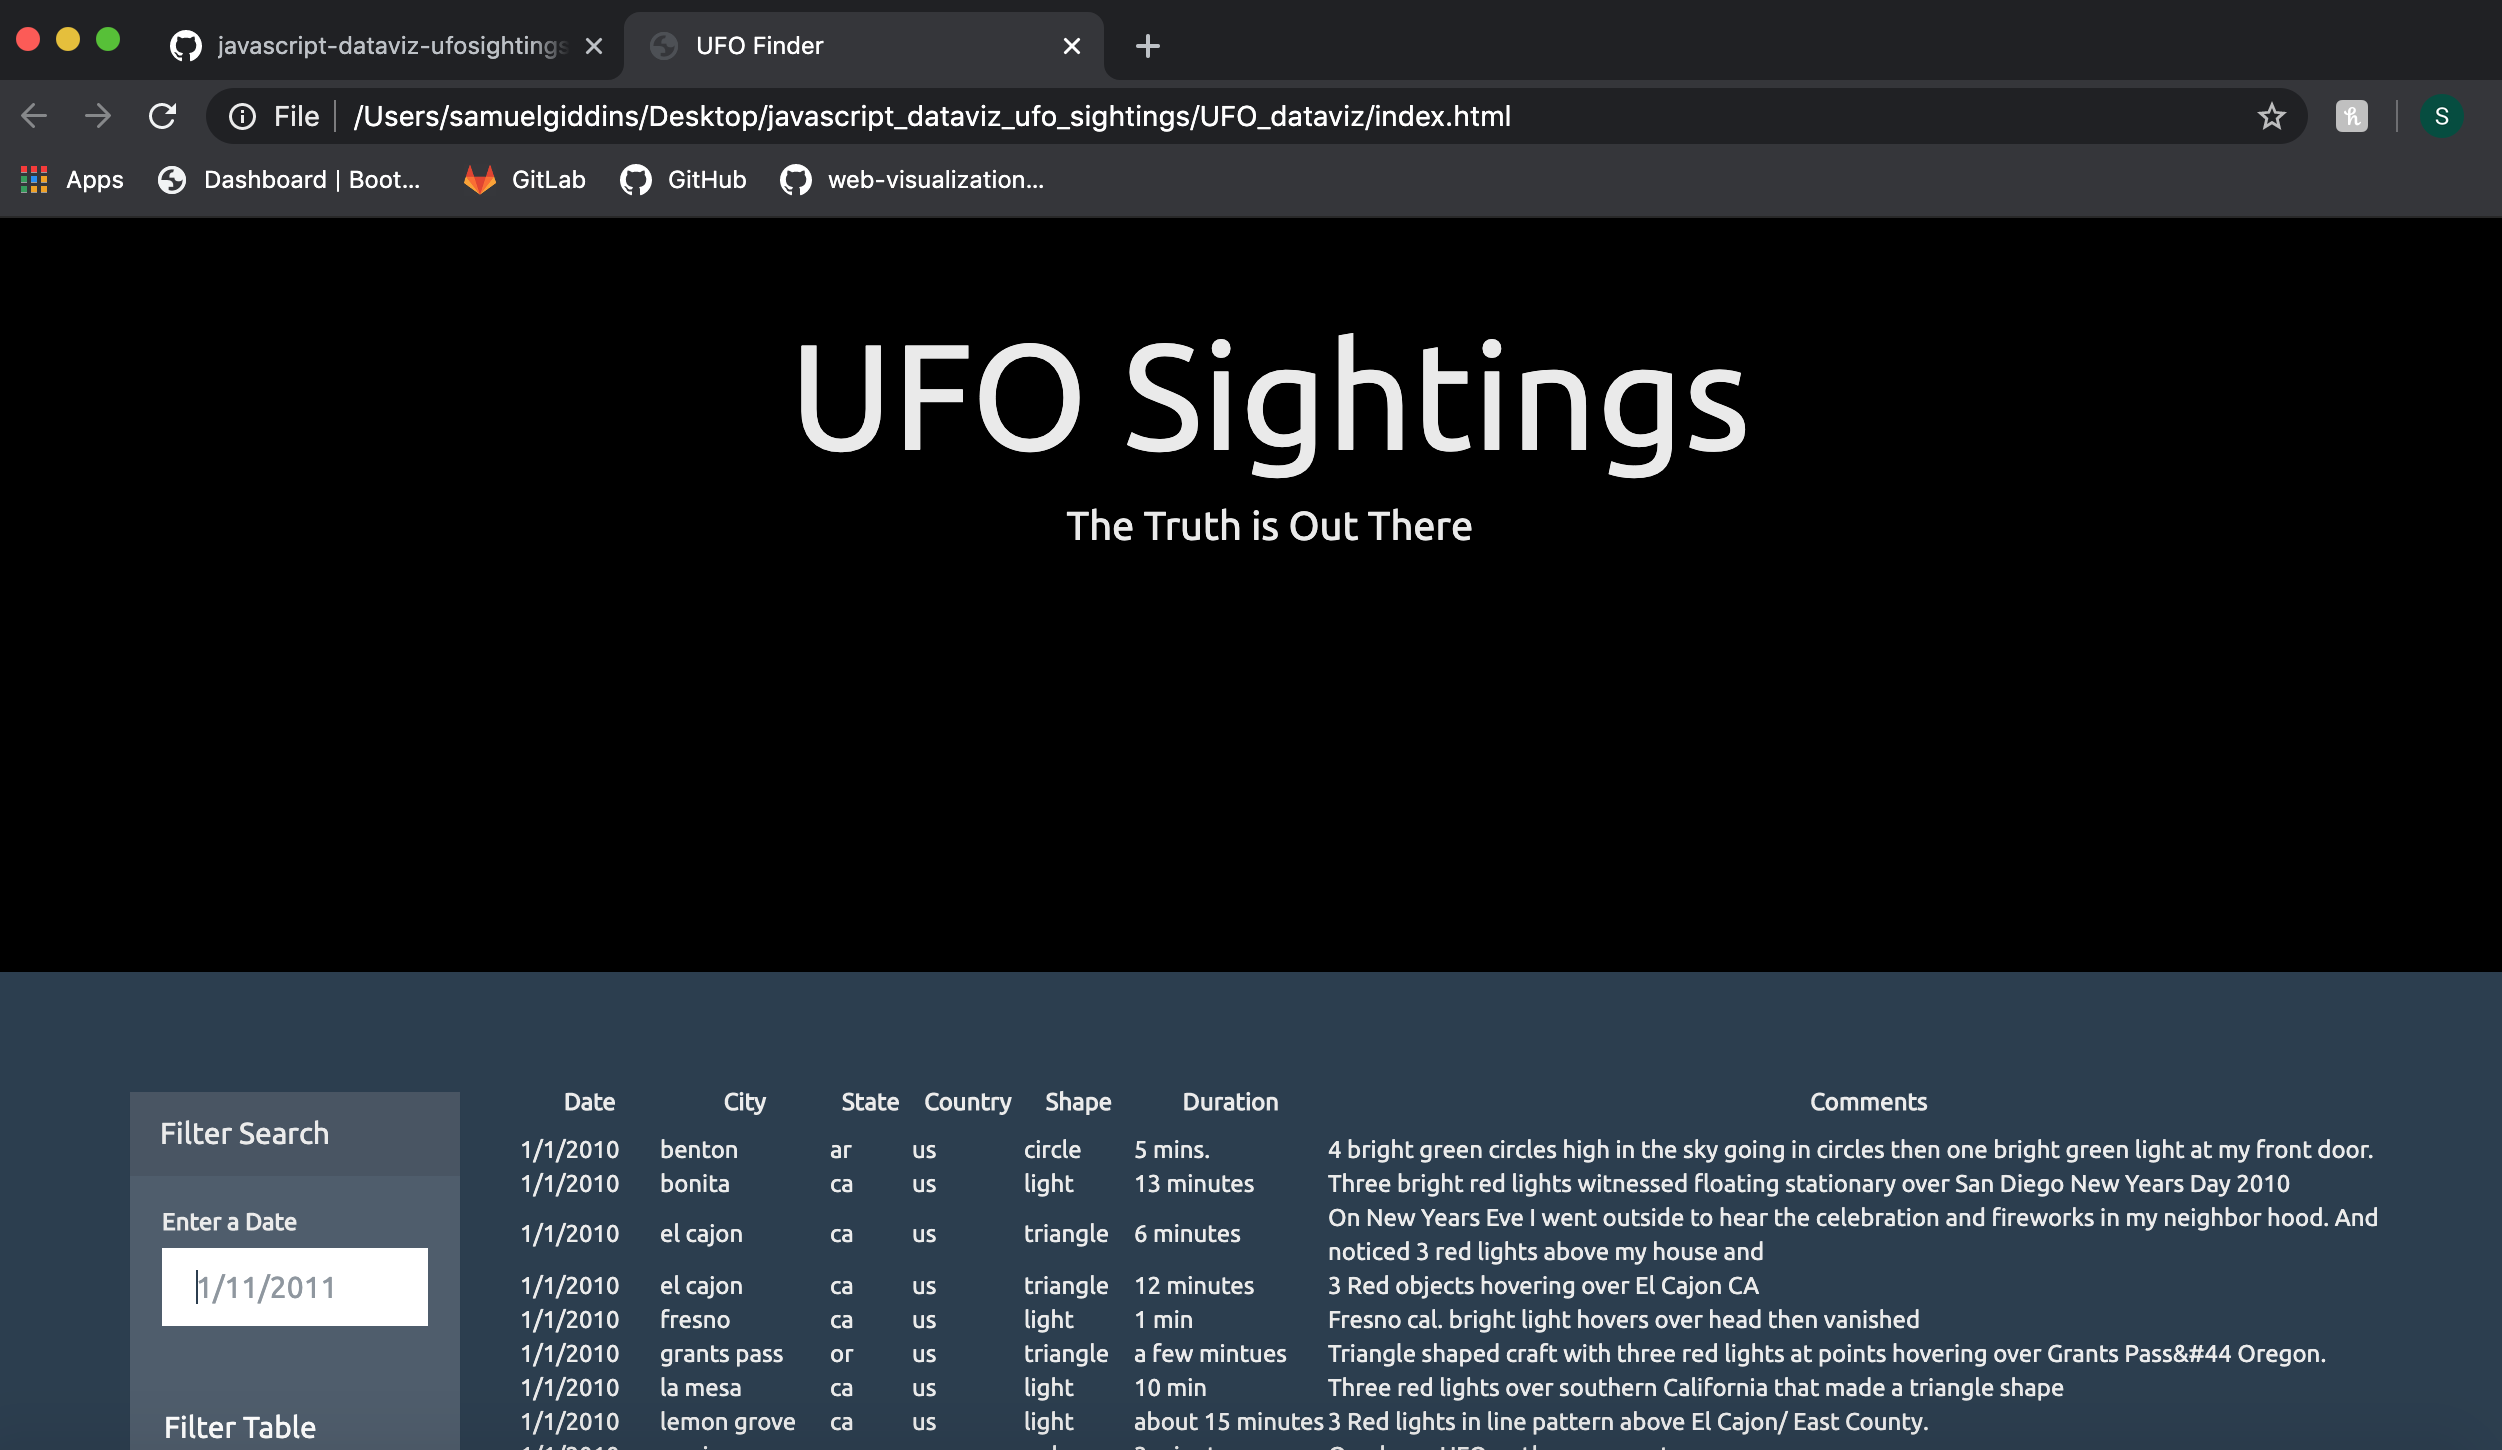 javascript-dataviz-ufosightings
UFO Finder
File /Users/samuelgiddins/Desktop/javascript_dataviz_ufo_sightings/UFO_dataviz/index.html
S
Apps Dashboard | Boot... GitLab GitHub web-visualization...
UFO Sightings
The Truth is Out There
Filter Search
Enter a Date
1/11/2011
Filter Table
Date City State Country Shape Duration Comments
1/1/2010 benton ar us circle 5 mins. 4 bright green circles high in the sky going in circles then one bright green light at my front door.
1/1/2010 bonita ca us light 13 minutes Three bright red lights witnessed floating stationary over San Diego New Years Day 2010
1/1/2010 el cajon ca us triangle 6 minutes On New Years Eve I went outside to hear the celebration and fireworks in my neighbor hood. And
noticed 3 red lights above my house and
1/1/2010 el cajon ca us triangle 12 minutes 3 Red objects hovering over El Cajon CA
1/1/2010 fresno ca us light 1 min Fresno cal. bright light hovers over head then vanished
1/1/2010 grants pass or us triangle a few mintues Triangle shaped craft with three red lights at points hovering over Grants Pass&#44 Oregon.
1/1/2010 la mesa ca us light 10 min Three red lights over southern California that made a triangle shape
1/1/2010 lemon grove ca us light about 15 minutes 3 Red lights in line pattern above El Cajon/ East County.